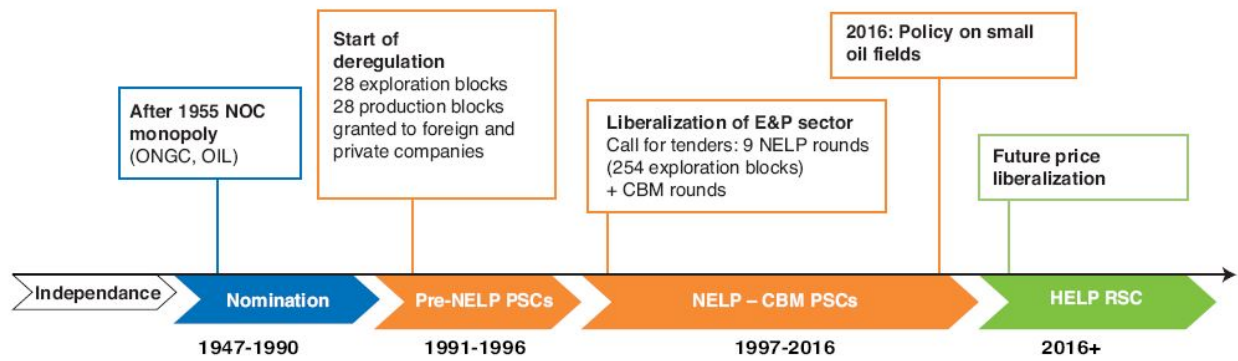 After 1955 NOC
monopoly
(ONGC, OIL)
Start of
deregulation
28 exploration blocks
28 production blocks
granted to foreign and
private companies
Liberalization of E&P sector
Call for tenders: 9 NELP rounds
(254 exploration blocks)
+ CBM rounds
2016: Policy on small
oil fields
Future price
liberalization
Independance
Nomination
Pre-NELP PSCs
NELP – CBM PSCs
HELP RSC
1947-1990
1991-1996
1997-2016
2016+